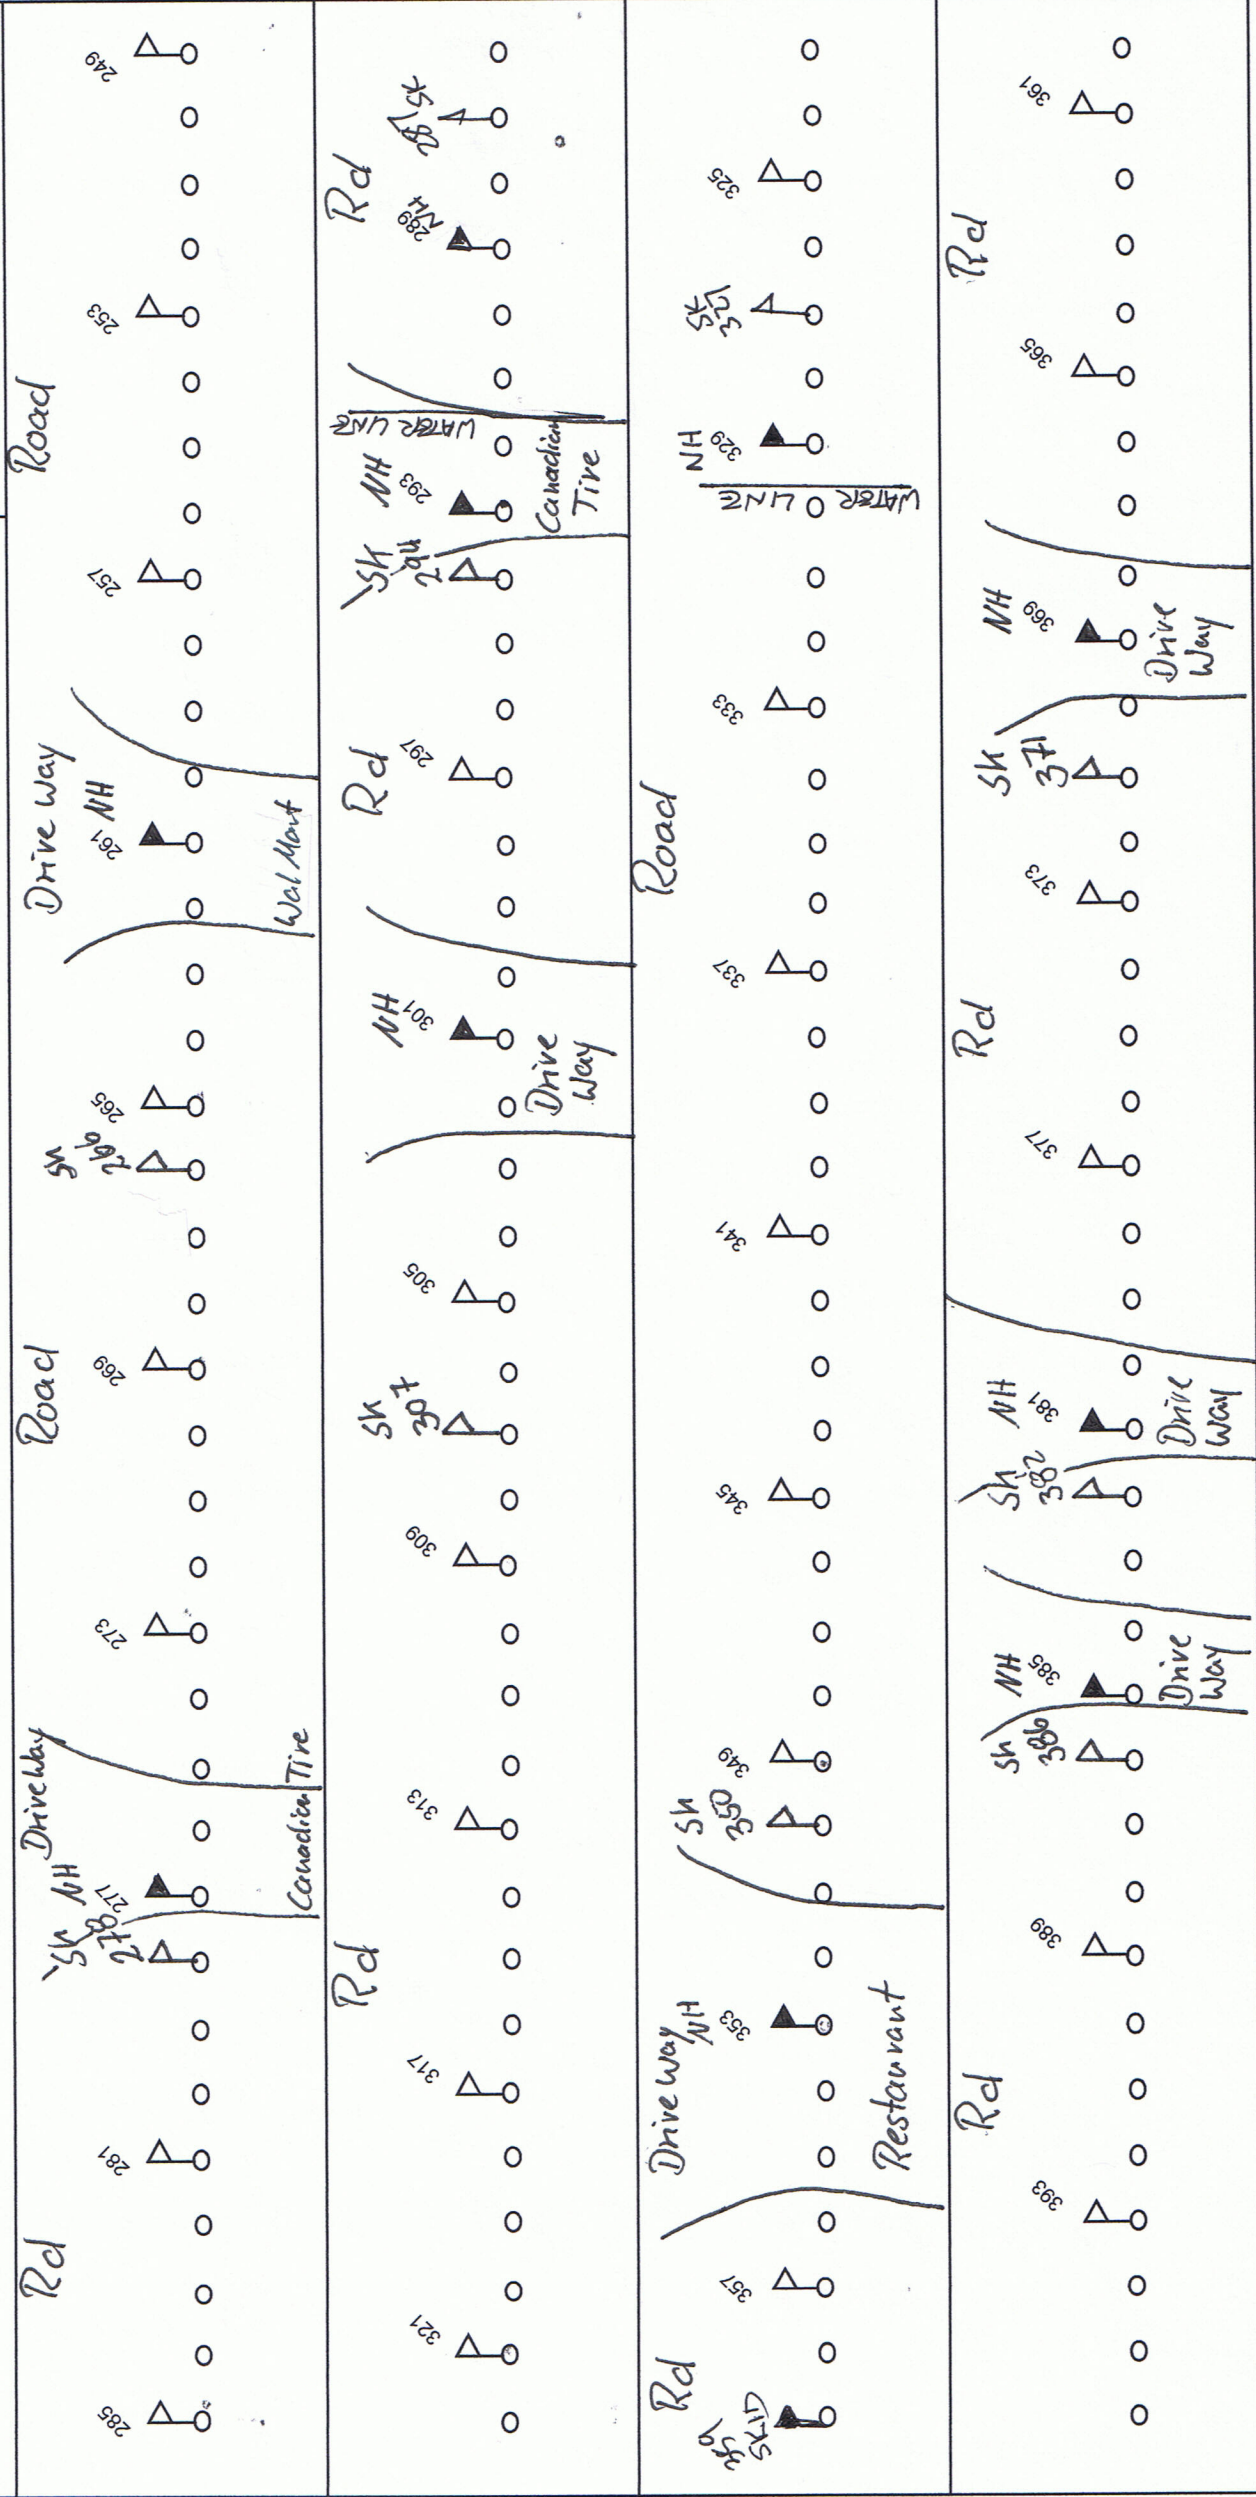 Road
249
253
257
Drive Way
261 NH
Wal Mart
265
SK
266
Road
269
273
Drive Way
Canadian Tire
NH
277
SK
278
281
Rd
285
Rd
287 SK
289
NH
WATER LINE
NH
293
Canadian
Tire
SK
294
Rd
297
NH
301
Drive
Way
305
SK
307
309
313
Rd
317
321
325
SK
327
NH
329
WATER LINE
333
Road
337
341
345
349
SK
350
Drive Way
NH
353
Restaurant
357
Rd
359
SKID
361
Rd
365
NH
369
Drive
Way
SK
371
373
Rd
377
NH
381
Drive
Way
SK
382
NH
385
Drive
Way
SK
386
389
Rd
393